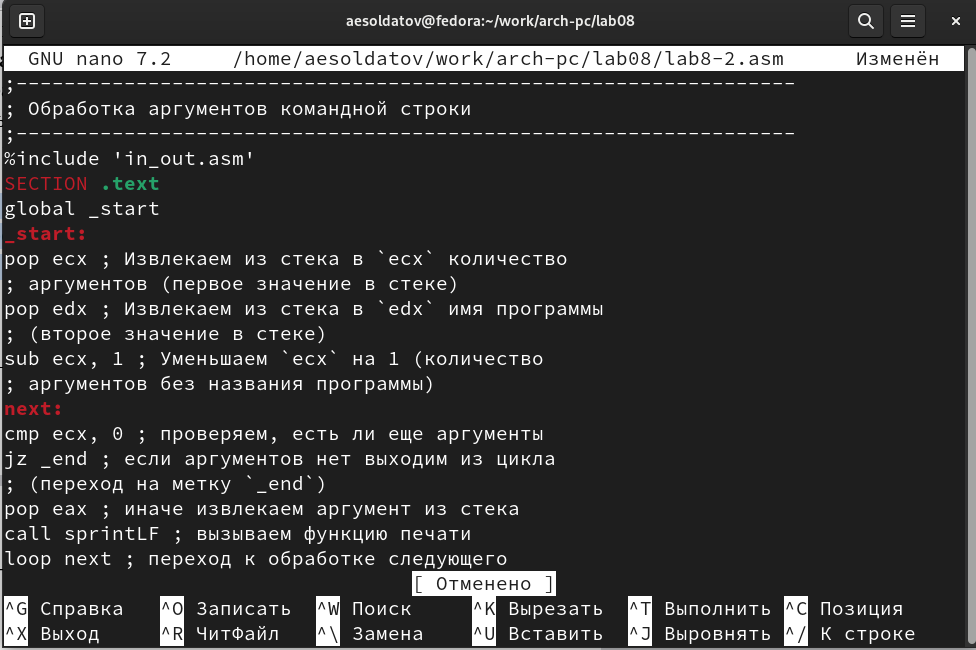 aesoldatov@fedora:~/work/arch-pc/lab08
GNU nano 7.2 /home/aesoldatov/work/arch-pc/lab08/lab8-2.asm Изменён
;-----------------------------------------------------------------
; Обработка аргументов командной строки
;-----------------------------------------------------------------
%include 'in_out.asm'
SECTION .text
global _start
_start:
pop ecx ; Извлекаем из стека в `ecx` количество
; аргументов (первое значение в стеке)
pop edx ; Извлекаем из стека в `edx` имя программы
; (второе значение в стеке)
sub ecx, 1 ; Уменьшаем `ecx` на 1 (количество
; аргументов без названия программы)
next:
cmp ecx, 0 ; проверяем, есть ли еще аргументы
jz _end ; если аргументов нет выходим из цикла
; (переход на метку `_end`)
pop eax ; иначе извлекаем аргумент из стека
call sprintLF ; вызываем функцию печати
loop next ; переход к обработке следующего
[ Отменено ]
^G Справка ^O Записать ^W Поиск ^K Вырезать ^T Выполнить ^C Позиция
^X Выход ^R ЧитФайл ^\ Замена ^U Вставить ^J Выровнять ^/ К строке